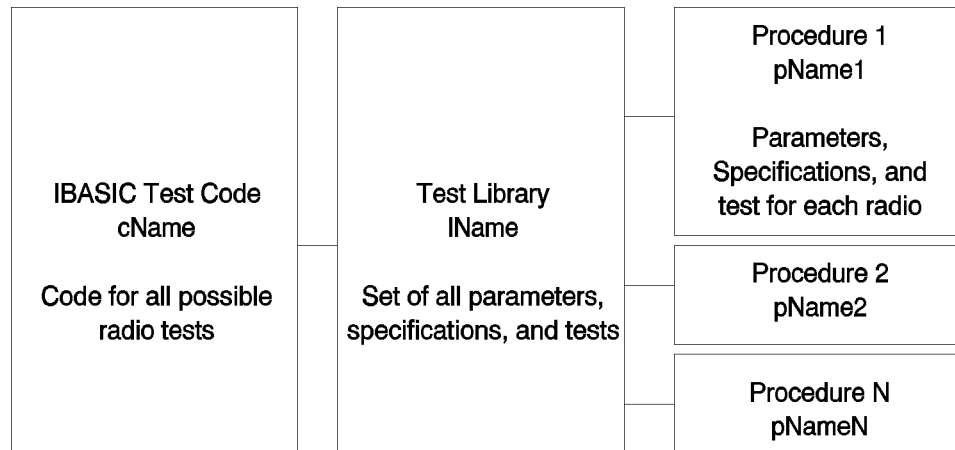 IBASIC Test Code
cName
Code for all possible
radio tests
Test Library
lName
Set of all parameters,
specifications, and tests
Procedure 1
pName1
Parameters,
Specifications, and
test for each radio
Procedure 2
pName2
Procedure N
pNameN